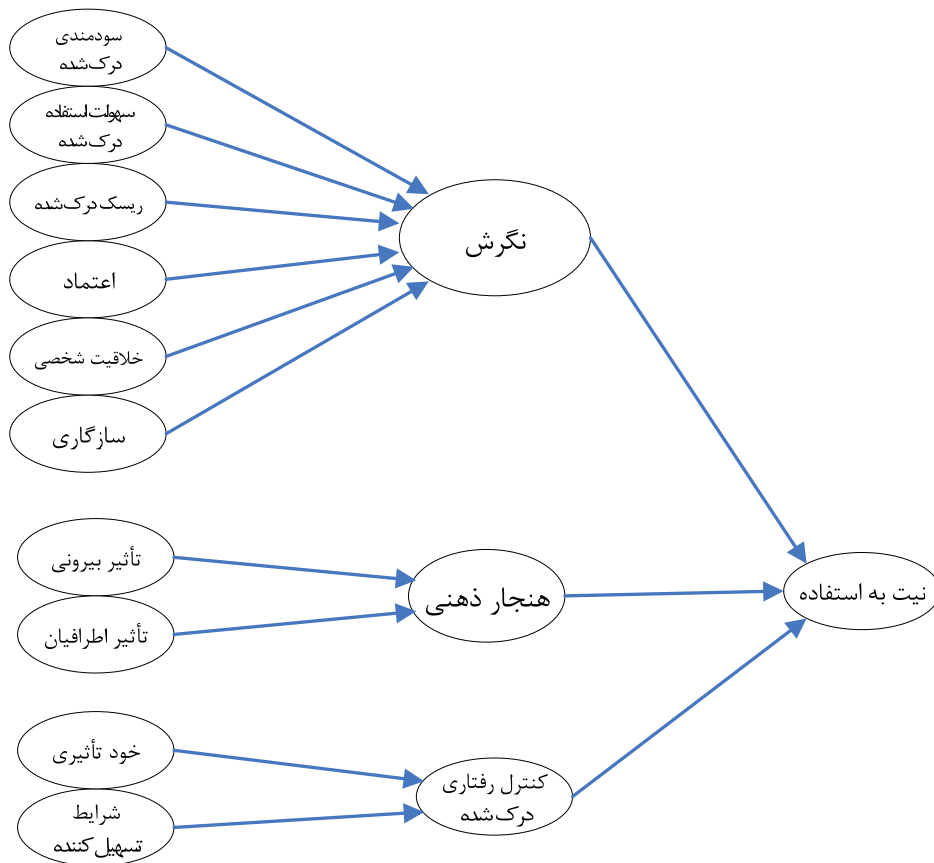 سودمندی
درک‌شده
سهولت استفاده
درک‌شده
ریسک درک‌شده
اعتماد
خلاقیت شخصی
سازگاری
نگرش
تأثیر بیرونی
تأثیر اطرافیان
هنجار ذهنی
نیت به استفاده
خود تأثیری
شرایط
تسهیل‌کننده
کنترل رفتاری
درک‌شده